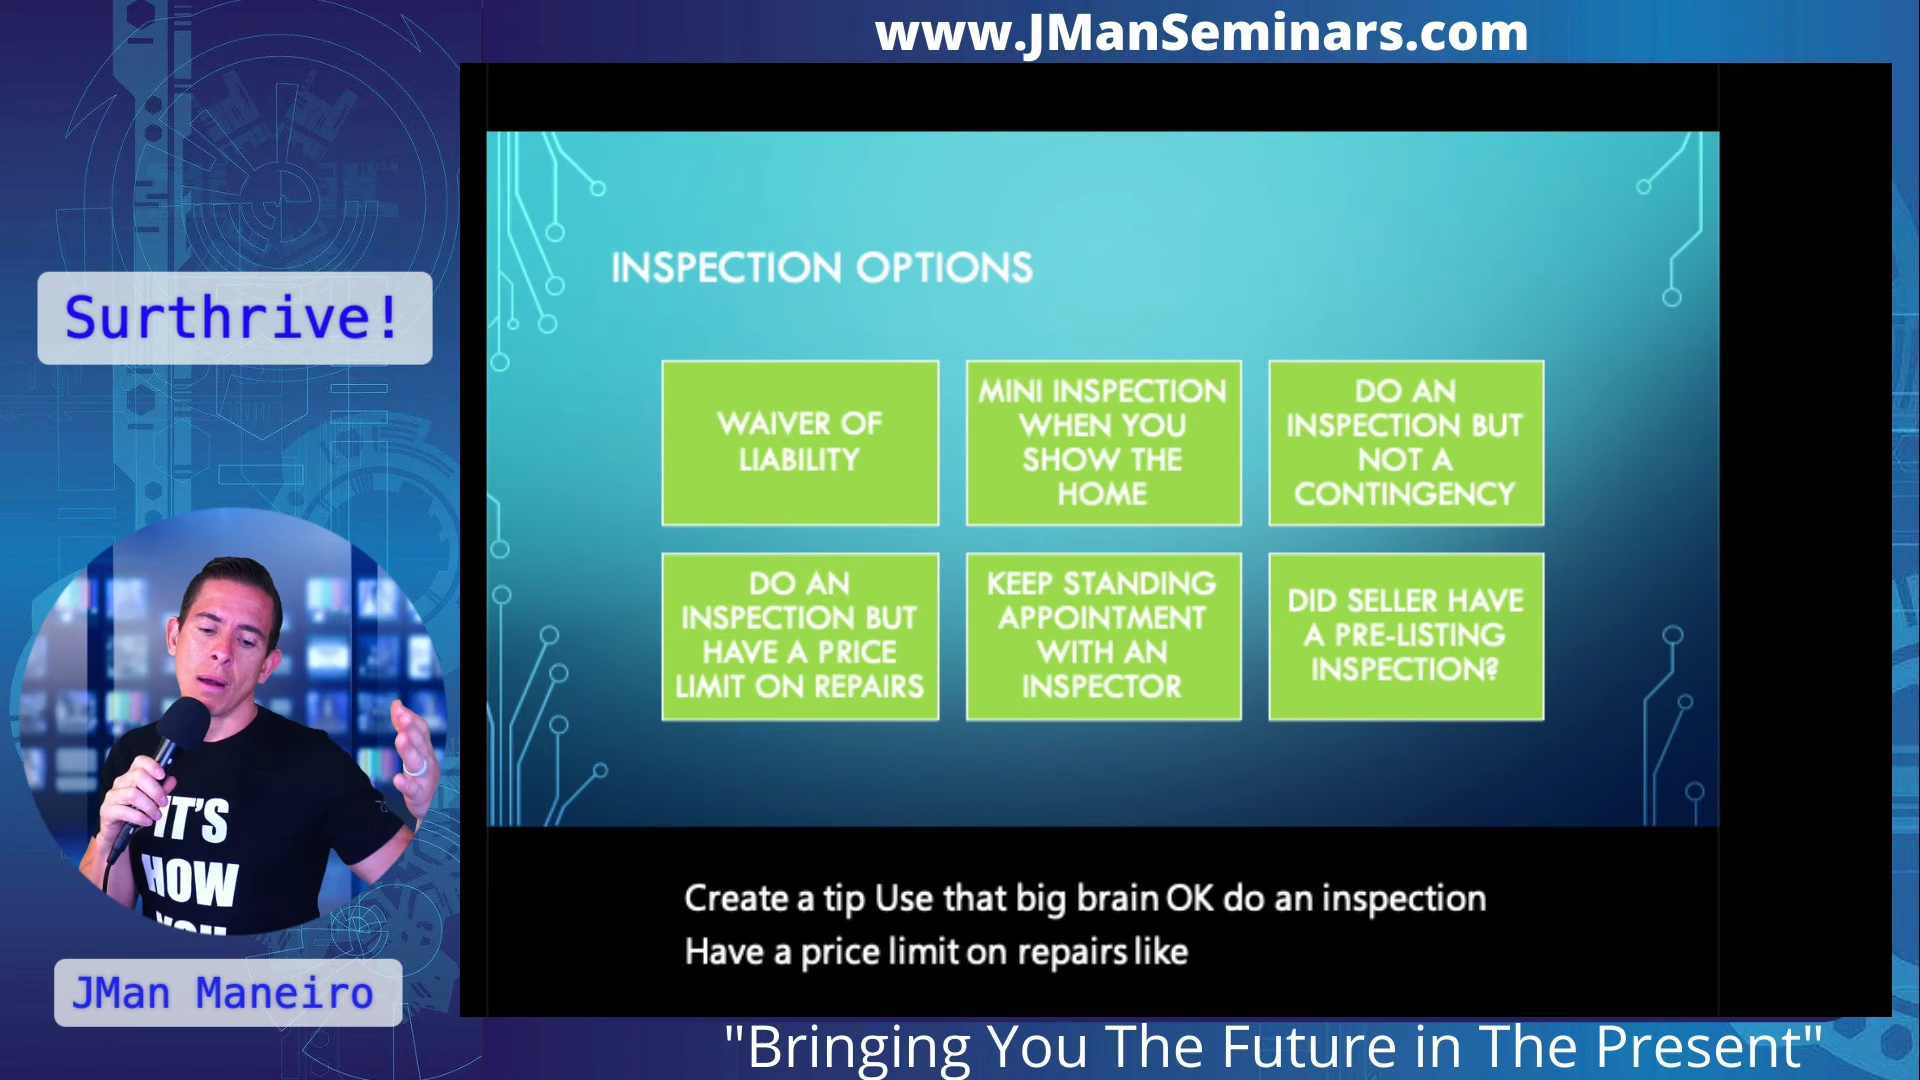 www.JManSeminars.com
Surthrive!
INSPECTION OPTIONS
WAIVER OF
LIABILITY
MINI INSPECTION
WHEN YOU
SHOW THE
HOME
DO AN
INSPECTION BUT
NOT A
CONTINGENCY
DO AN
INSPECTION BUT
HAVE A PRICE
LIMIT ON REPAIRS
KEEP STANDING
APPOINTMENT
WITH AN
INSPECTOR
DID SELLER HAVE
A PRE-LISTING
INSPECTION?
IT'S
HOW
YOU
JMan Maneiro
Create a tip Use that big brain OK do an inspection
Have a price limit on repairs like
"Bringing You The Future in The Present"